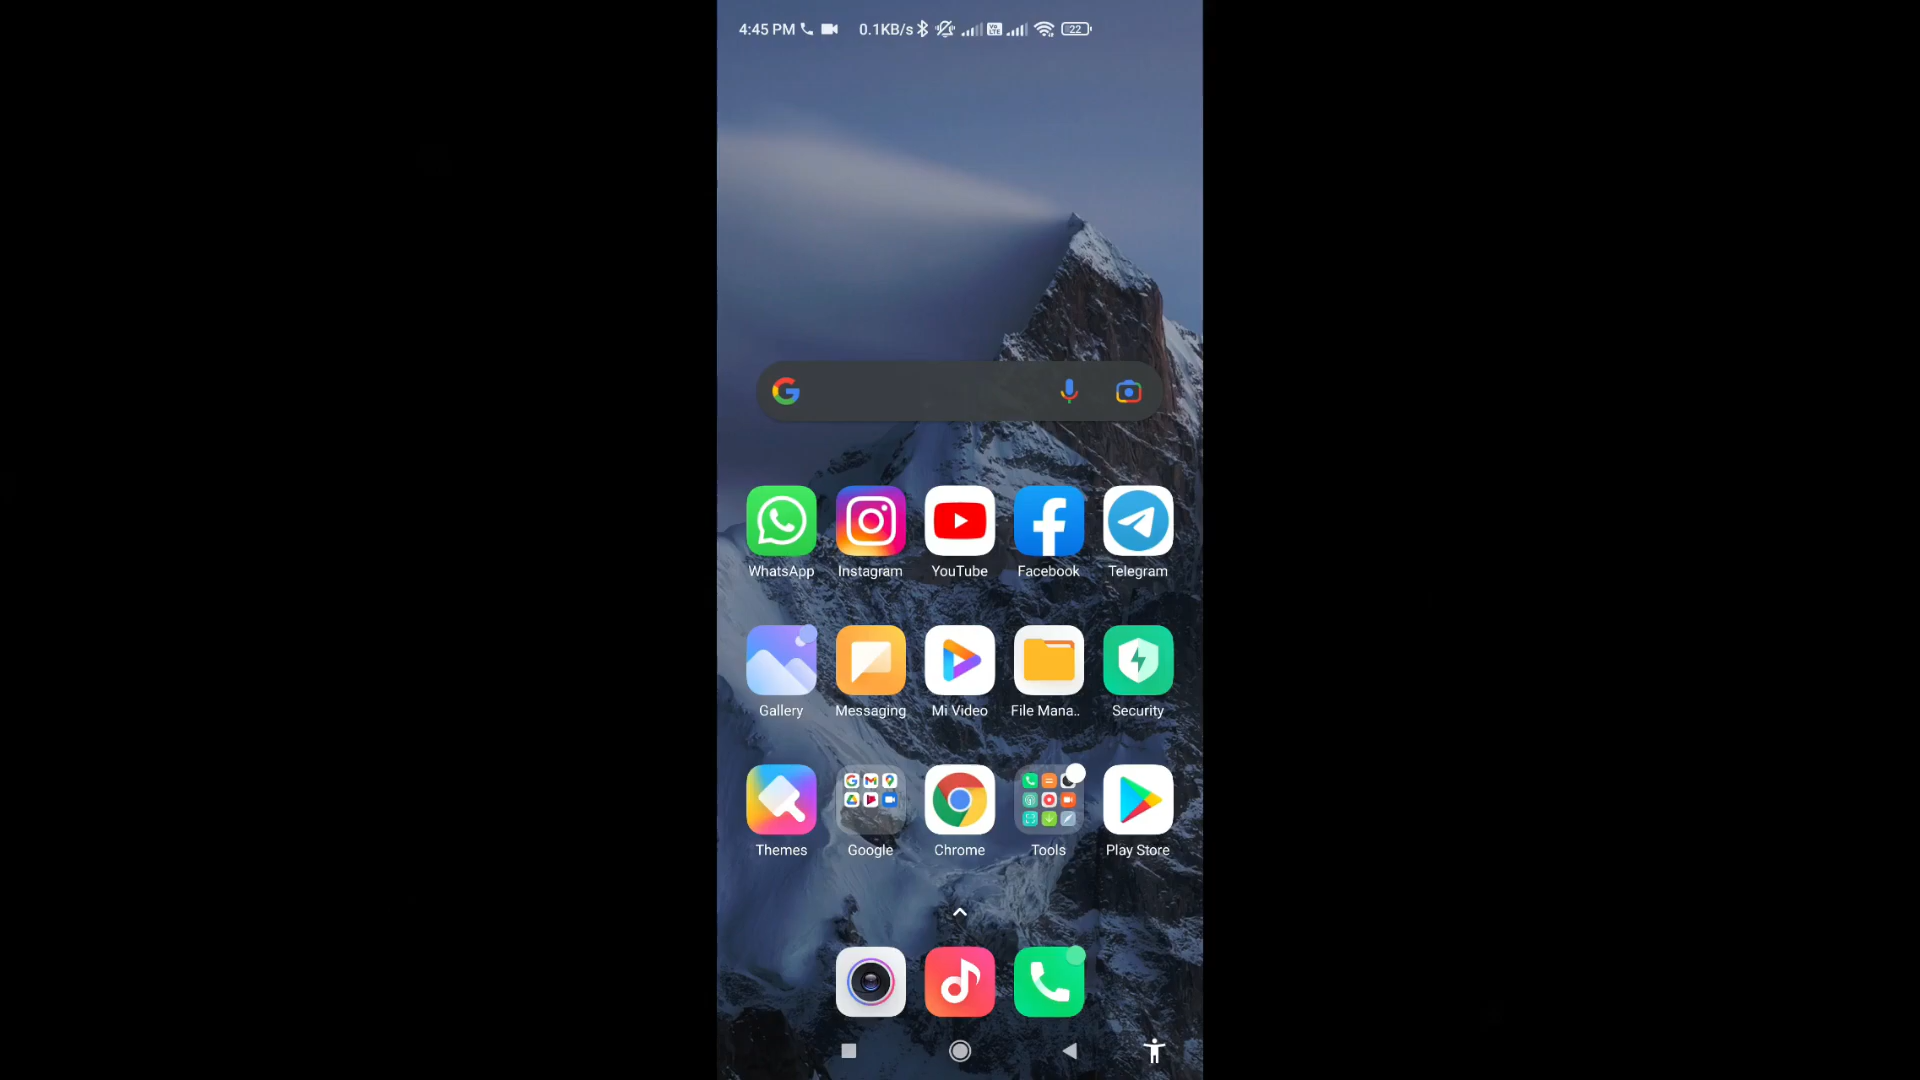 4:45 PM 0.1KB/s 22
WhatsApp Instagram YouTube Facebook Telegram
Gallery Messaging Mi Video File Mana.. Security
Themes Google Chrome Tools Play Store